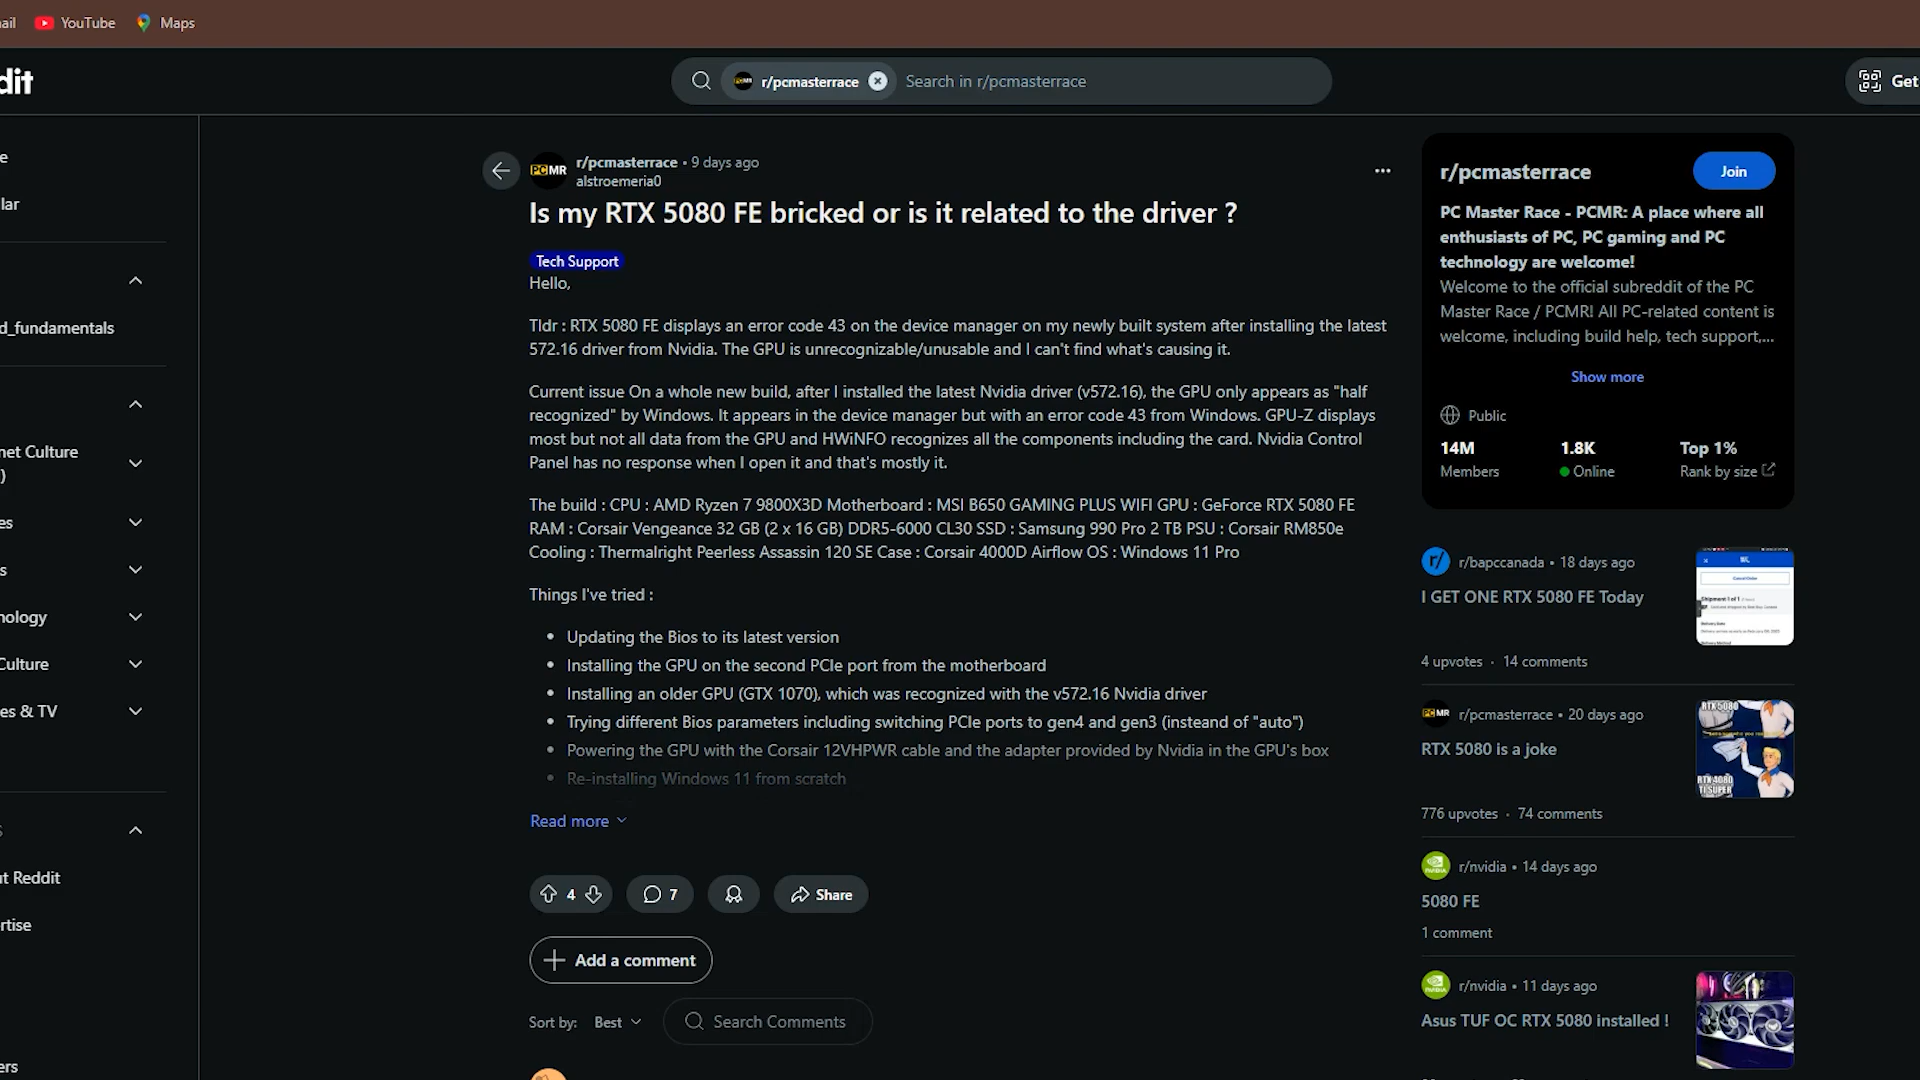 ail YouTube Maps
dit
r/pcmasterrace Search in r/pcmasterrace
Get
e
lar
d_fundamentals
net Culture
)
es
s
nology
Culture
es & TV
S
ut Reddit
rtise
ers
PCMR r/pcmasterrace • 9 days ago
alstroemeria0
Is my RTX 5080 FE bricked or is it related to the driver ?
Tech Support
Hello,
Tldr : RTX 5080 FE displays an error code 43 on the device manager on my newly built system after installing the latest
572.16 driver from Nvidia. The GPU is unrecognizable/unusable and I can't find what's causing it.
Current issue On a whole new build, after I installed the latest Nvidia driver (v572.16), the GPU only appears as "half
recognized" by Windows. It appears in the device manager but with an error code 43 from Windows. GPU-Z displays
most but not all data from the GPU and HWiNFO recognizes all the components including the card. Nvidia Control
Panel has no response when I open it and that's mostly it.
The build : CPU : AMD Ryzen 7 9800X3D Motherboard : MSI B650 GAMING PLUS WIFI GPU : GeForce RTX 5080 FE
RAM : Corsair Vengeance 32 GB (2 x 16 GB) DDR5-6000 CL30 SSD : Samsung 990 Pro 2 TB PSU : Corsair RM850e
Cooling : Thermalright Peerless Assassin 120 SE Case : Corsair 4000D Airflow OS : Windows 11 Pro
Things I've tried :
• Updating the Bios to its latest version
• Installing the GPU on the second PCIe port from the motherboard
• Installing an older GPU (GTX 1070), which was recognized with the v572.16 Nvidia driver
• Trying different Bios parameters including switching PCIe ports to gen4 and gen3 (insteand of "auto")
• Powering the GPU with the Corsair 12VHPWR cable and the adapter provided by Nvidia in the GPU's box
• Re-installing Windows 11 from scratch
Read more
4 7 Share
Add a comment
Sort by: Best Search Comments
r/pcmasterrace Join
PC Master Race - PCMR: A place where all
enthusiasts of PC, PC gaming and PC
technology are welcome!
Welcome to the official subreddit of the PC
Master Race / PCMR! All PC-related content is
welcome, including build help, tech support,...
Show more
Public
14M 1.8K Top 1%
Members Online Rank by size
r/ r/bapccanada • 18 days ago
I GET ONE RTX 5080 FE Today
Shipment 1 of 1
4 upvotes · 14 comments
PCMR r/pcmasterrace • 20 days ago
RTX 5080 is a joke
RTX 5080
RTX 4080
TI SUPER
776 upvotes · 74 comments
r/nvidia • 14 days ago
5080 FE
1 comment
r/nvidia • 11 days ago
Asus TUF OC RTX 5080 installed !